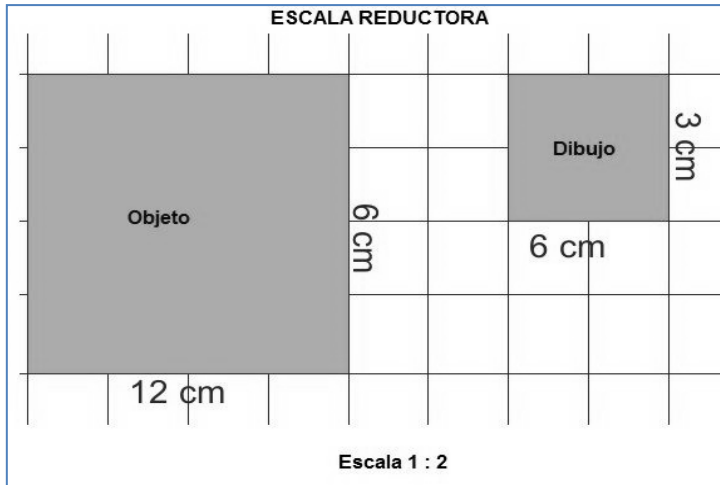 ESCALA REDUCTORA
Objeto
6 cm
12 cm
Dibujo
3 cm
6 cm
Escala 1 : 2